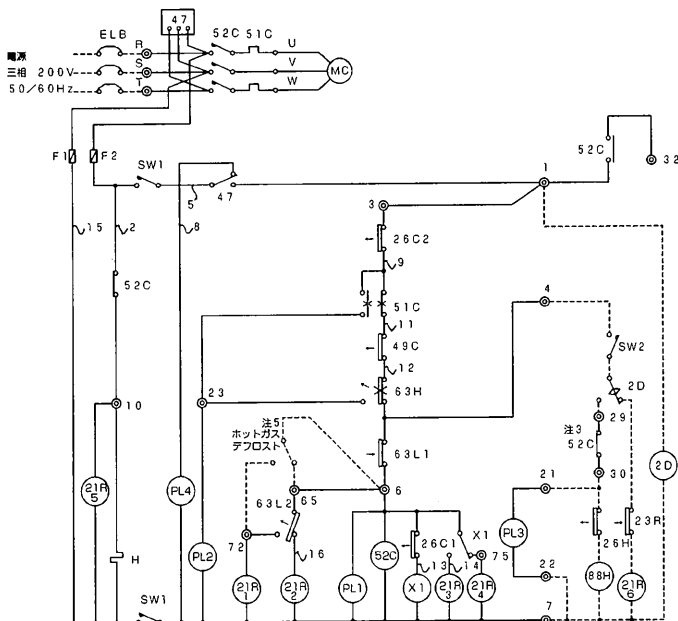 47
ELB
52C 51C
電源
R
U
三相 200V
S
V
MC
50/60Hz
T
W
F1
F2
SW1
47
5
1
52C
32
3
15
2
8
26C2
9
52C
51C
4
11
49C
SW2
12
2D
10
23
63H
29
注5
ホットガス
デフロスト
注3
52C
63L1
2D
21R
5
PL4
65
6
21
30
63L2
PL3
26H
23R
PL2
72
16
52C
26C1
X1
75
13
14
22
H
21R
1
21R
2
PL1
X1
21R
3
21R
4
88H
21R
6
SW1
7